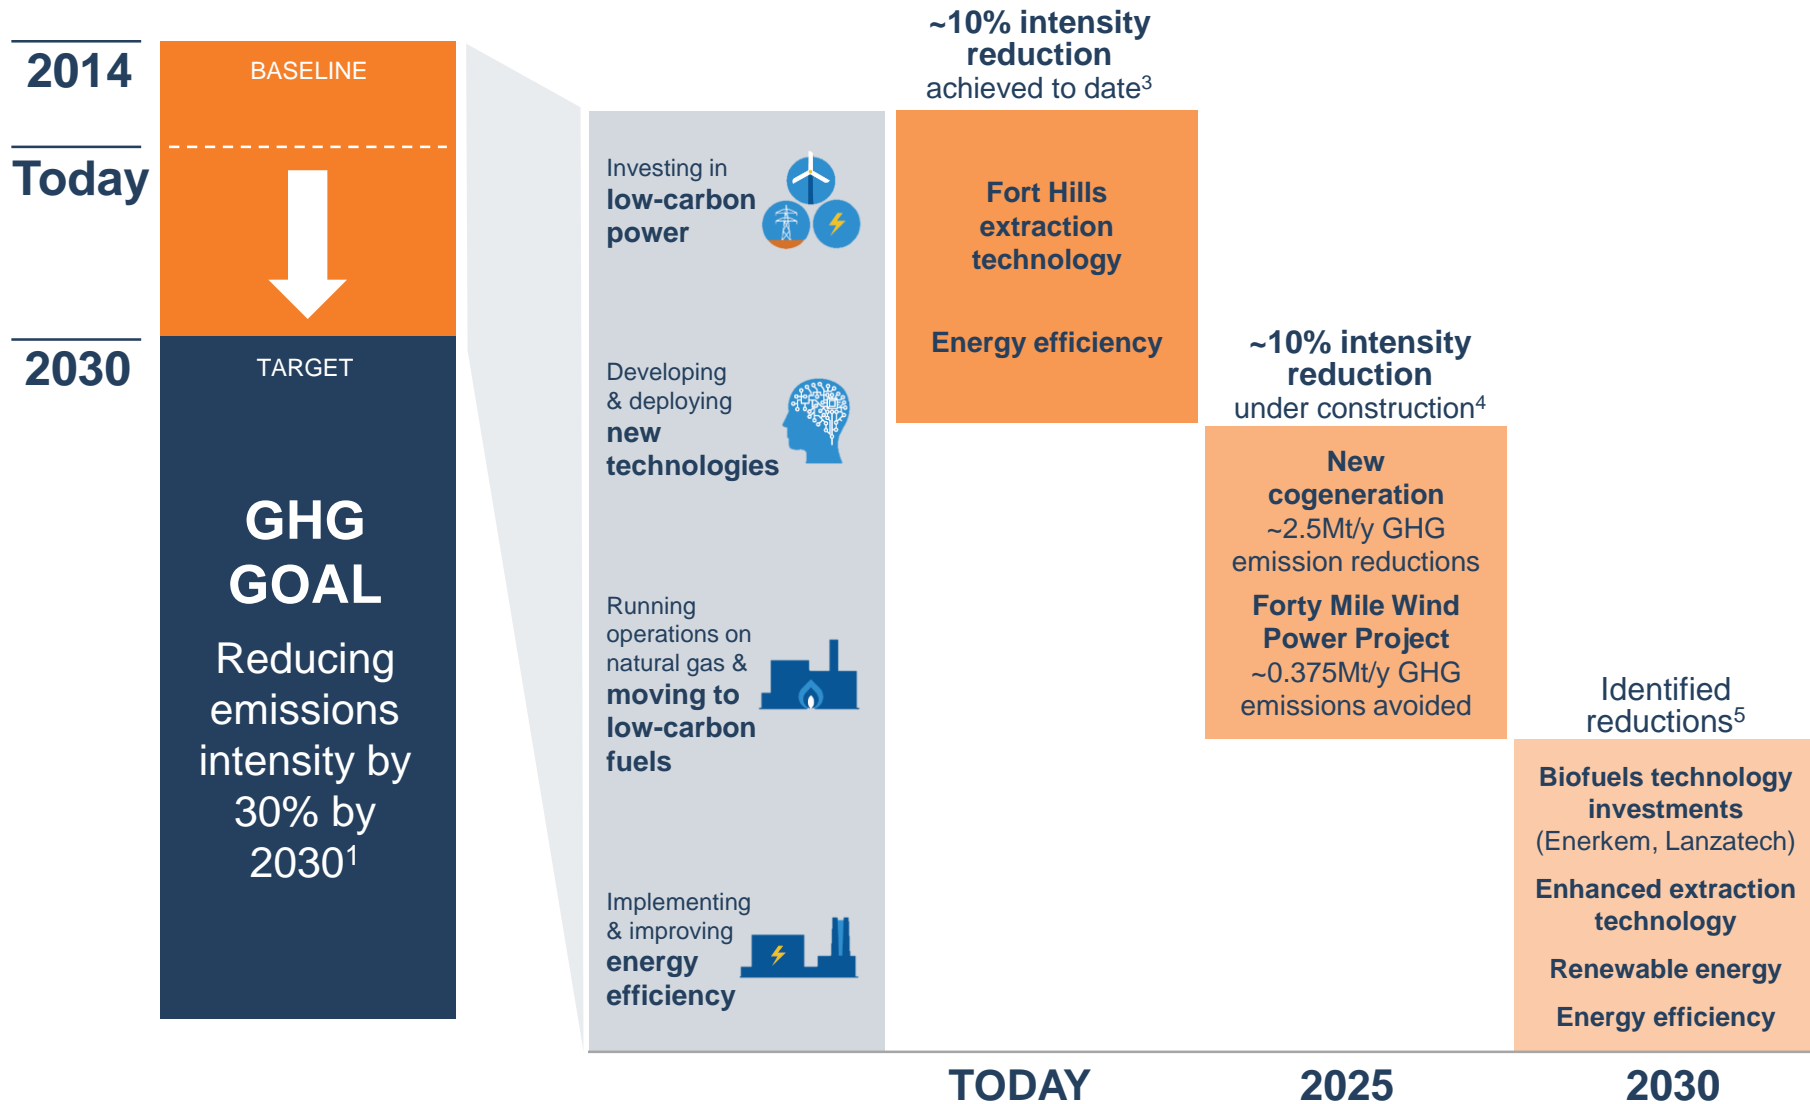 2014
Today
2030
BASELINE
TARGET
GHG
GOAL
Reducing
emissions
intensity by
30% by
2030¹
Investing in
low-carbon
power
Developing
& deploying
new
technologies
Running
operations on
natural gas &
moving to
low-carbon
fuels
Implementing
& improving
energy
efficiency
~10% intensity
reduction
achieved to date³
Fort Hills
extraction
technology
Energy efficiency
~10% intensity
reduction
under construction⁴
New
cogeneration
~2.5Mt/y GHG
emission reductions
Forty Mile Wind
Power Project
~0.375Mt/y GHG
emissions avoided
Identified
reductions⁵
Biofuels technology
investments
(Enerkem, Lanzatech)
Enhanced extraction
technology
Renewable energy
Energy efficiency
TODAY
2025
2030